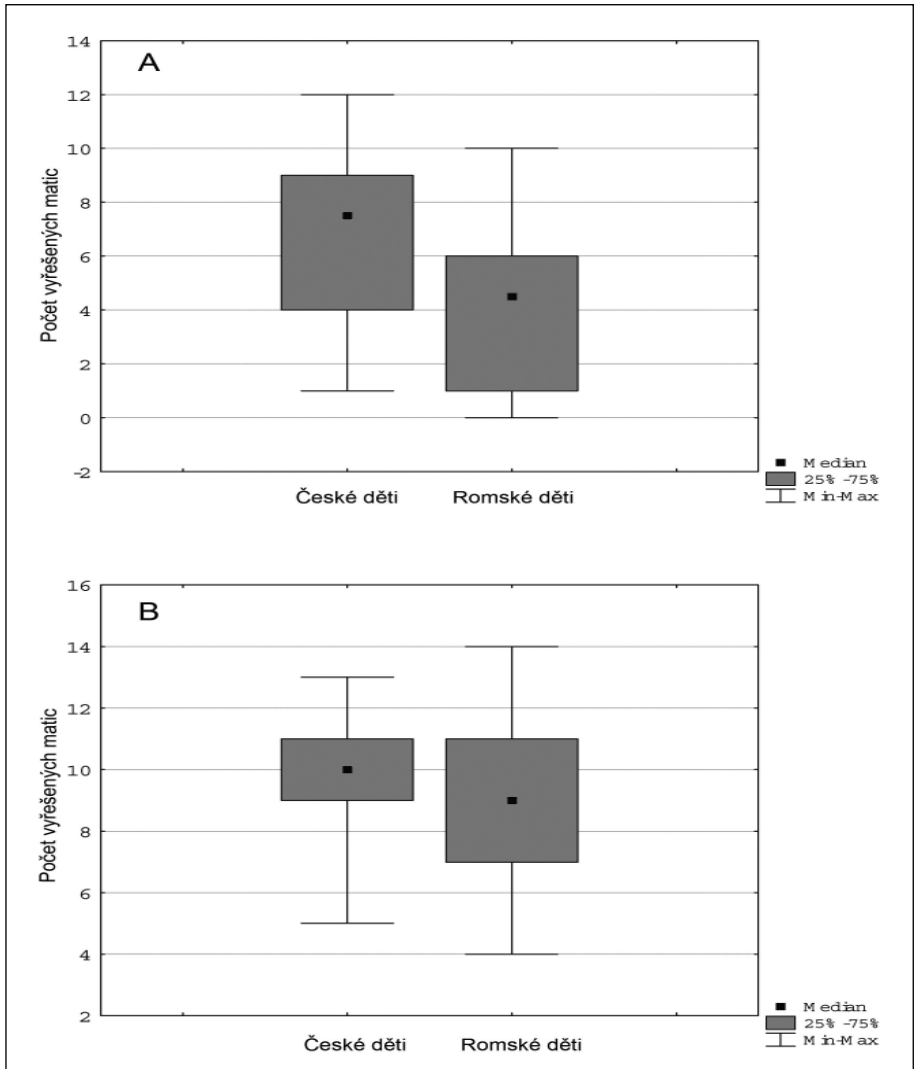 14
A
12
10
8
6
4
2
0
-2
Počet vyřešených matic
České děti Romské děti
Median
25%-75%
Min-Max
16
B
14
12
10
8
6
4
2
Počet vyřešených matic
České děti Romské děti
Median
25%-75%
Min-Max